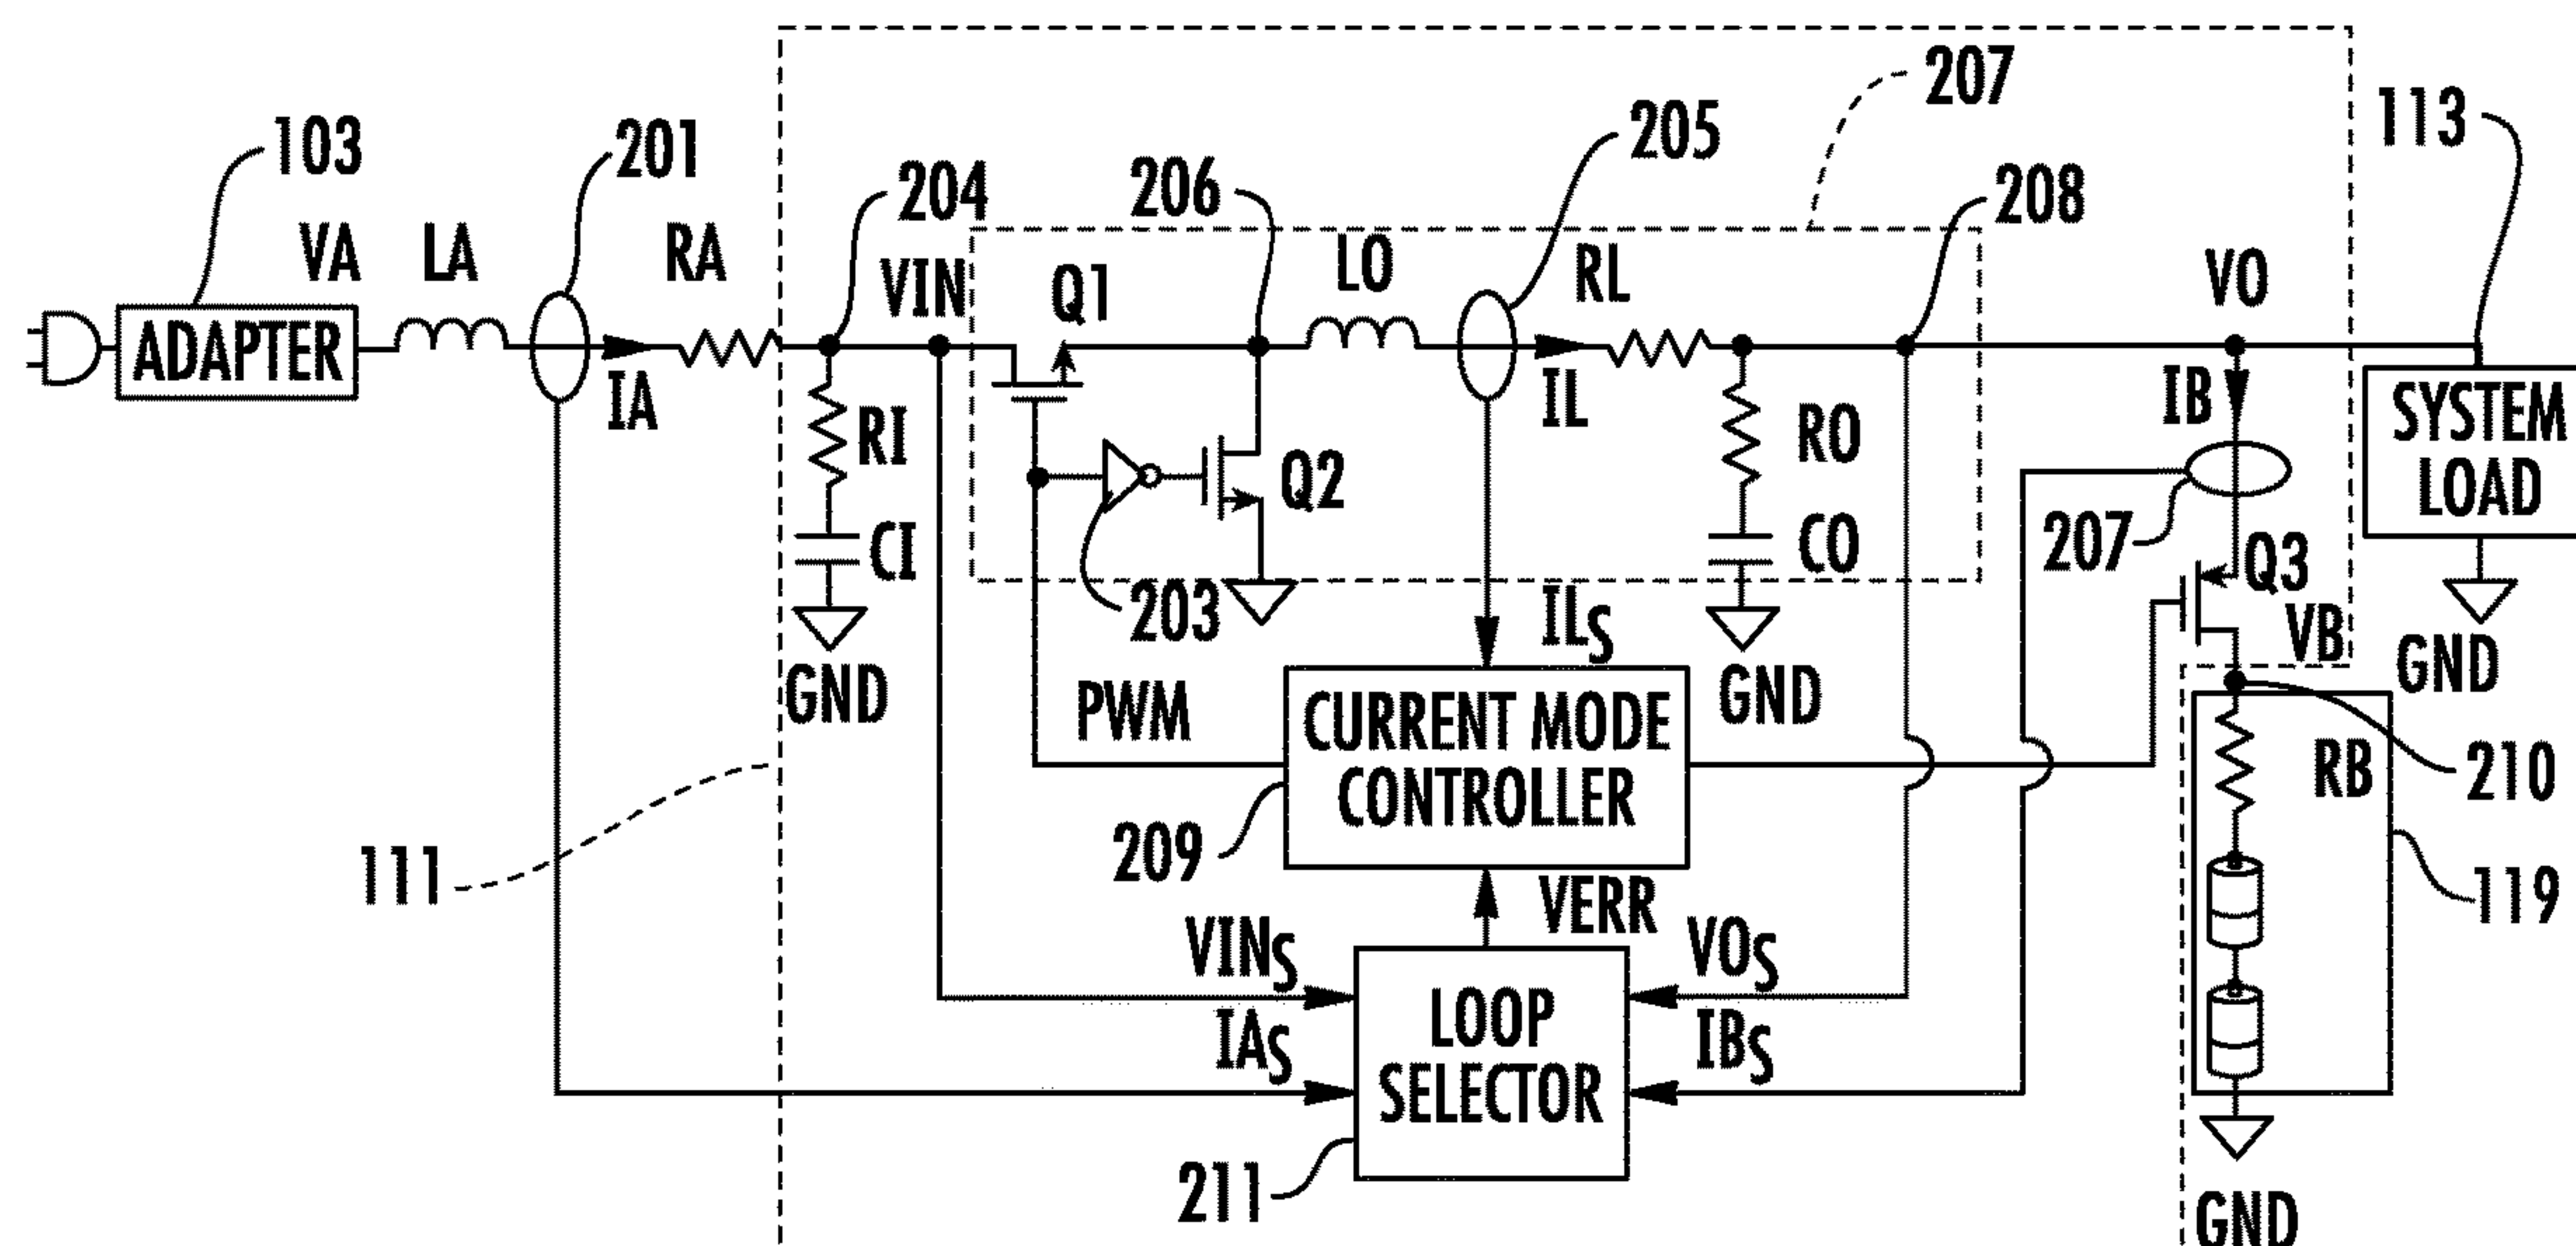 207
103
201
205
113
204
206
208
VA
LA
RA
VIN
Q1
LO
RL
VO
ADAPTER
IA
IL
IB
SYSTEM
LOAD
RI
Q2
RO
CI
CO
207
Q3
203
ILS
VB
GND
PWM
GND
GND
CURRENT MODE
CONTROLLER
RB
210
209
111
VERR
119
VINS
VOS
LOOP
SELECTOR
IAS
IBS
211
GND